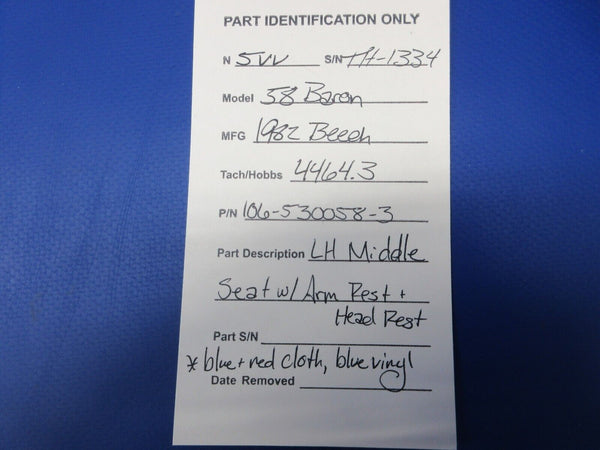 PART IDENTIFICATION ONLY
N 5VV S/N TH-1334
Model 58 Baron
MFG 1982 Beech
Tach/Hobbs 4464.3
P/N 106-530058-3
Part Description LH Middle
Seat w/ Arm Rest +
Head Rest
Part S/N
* blue + red cloth, blue vinyl
Date Removed